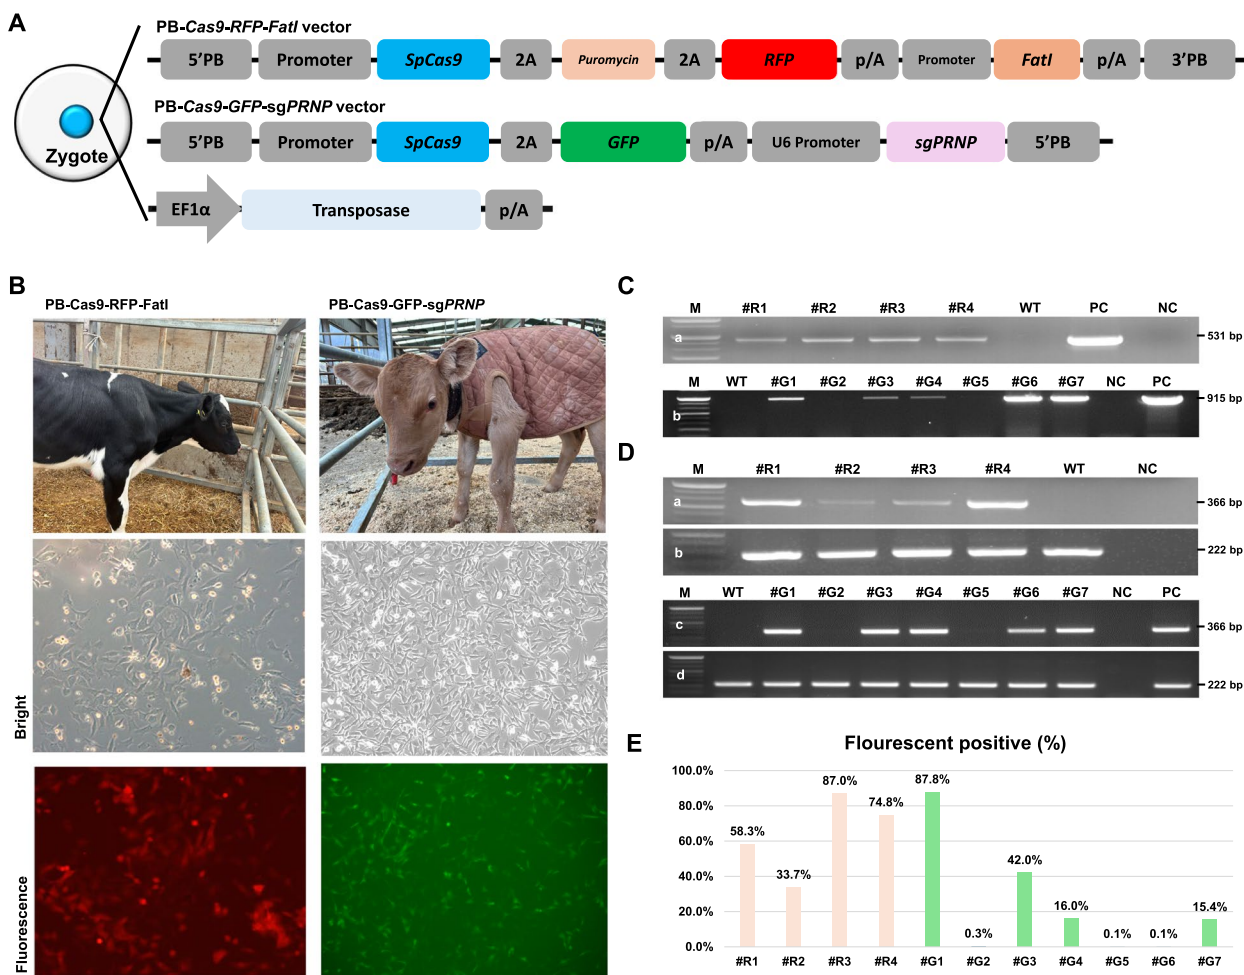 A
PB-Cas9-RFP-FatI vector
5'PB Promoter SpCas9 2A Puromycin 2A RFP p/A Promoter FatI p/A 3'PB
PB-Cas9-GFP-sgPRNP vector
5'PB Promoter SpCas9 2A GFP p/A U6 Promoter sgPRNP 5'PB
Zygote
EF1α Transposase p/A
B
PB-Cas9-RFP-FatI PB-Cas9-GFP-sgPRNP
Bright
Fluorescence
C
M #R1 #R2 #R3 #R4 WT PC NC
a
531 bp
M WT #G1 #G2 #G3 #G4 #G5 #G6 #G7 NC PC
b
915 bp
D
M #R1 #R2 #R3 #R4 WT NC
a
366 bp
b
222 bp
M WT #G1 #G2 #G3 #G4 #G5 #G6 #G7 NC PC
c
366 bp
d
222 bp
E
Flourescent positive (%)
100.0%
80.0%
60.0%
40.0%
20.0%
0.0%
58.3% 33.7% 87.0% 74.8% 87.8% 0.3% 42.0% 16.0% 0.1% 0.1% 15.4%
#R1 #R2 #R3 #R4 #G1 #G2 #G3 #G4 #G5 #G6 #G7